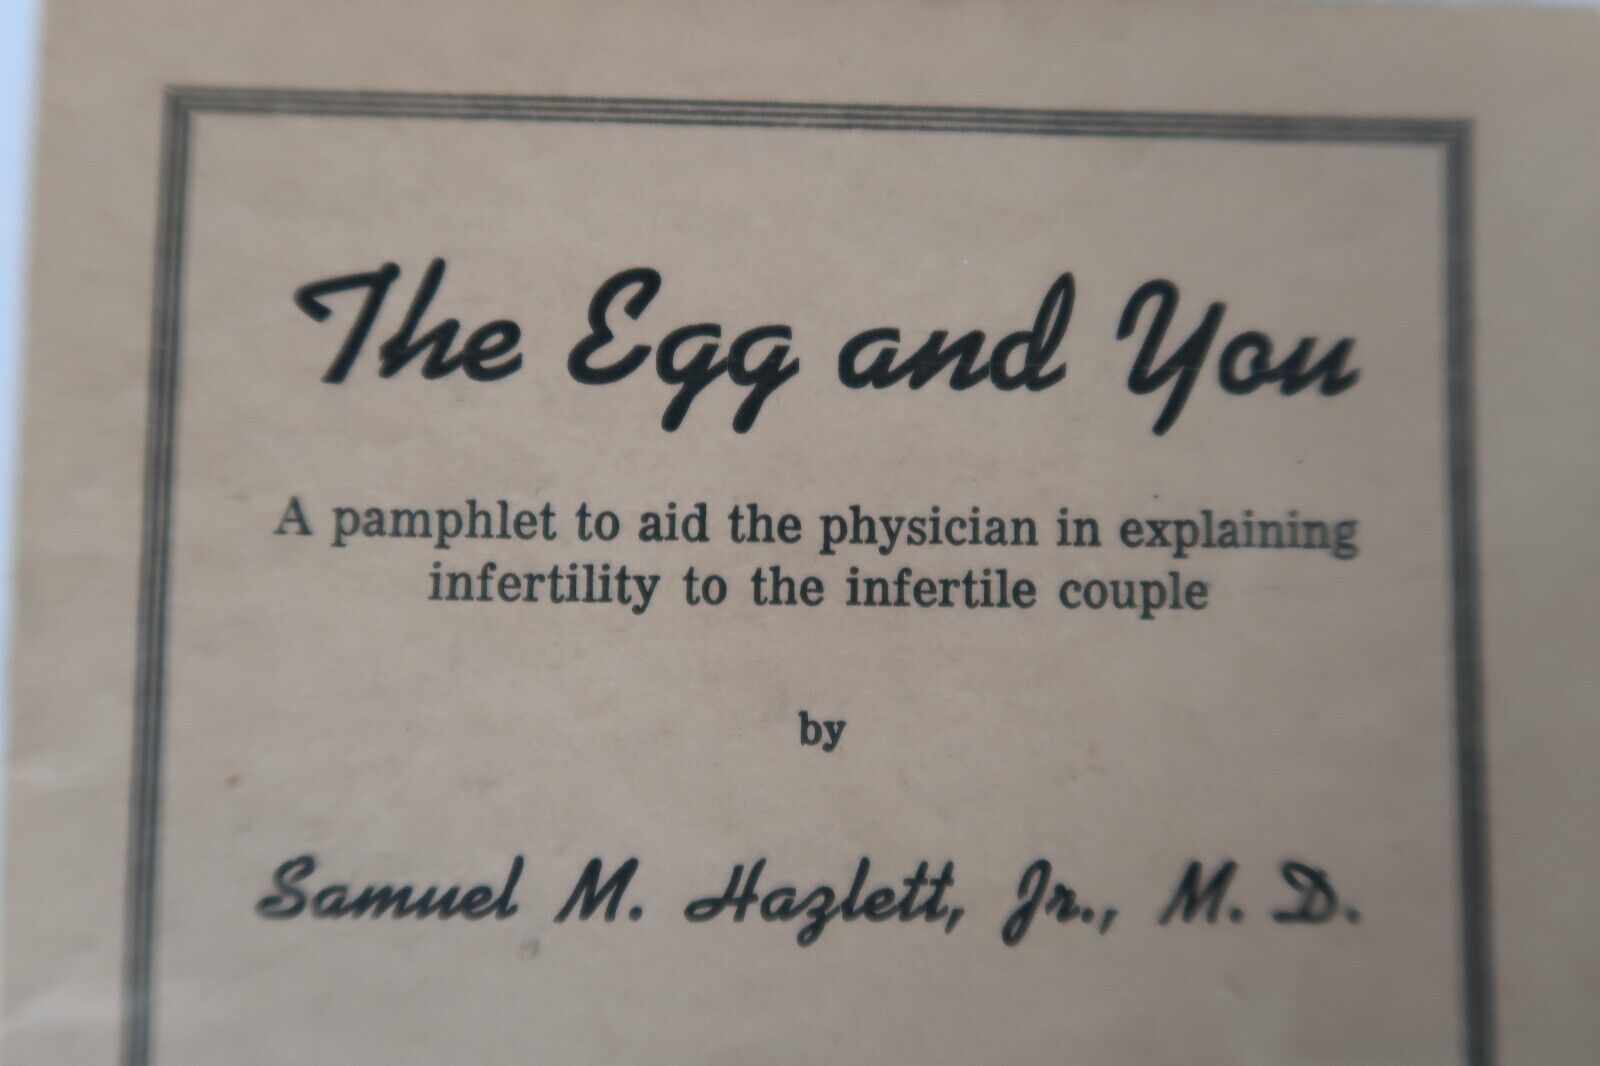 The Egg and You
A pamphlet to aid the physician in explaining
infertility to the infertile couple
by
Samuel M. Hazlett, Jr., M. D.